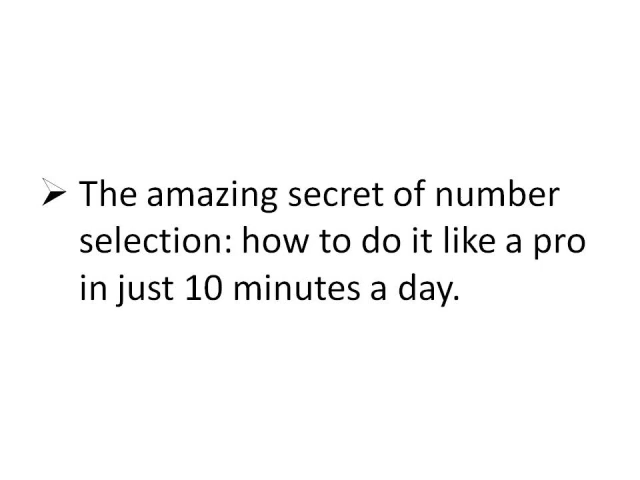 ➢ The amazing secret of number
selection: how to do it like a pro
in just 10 minutes a day.